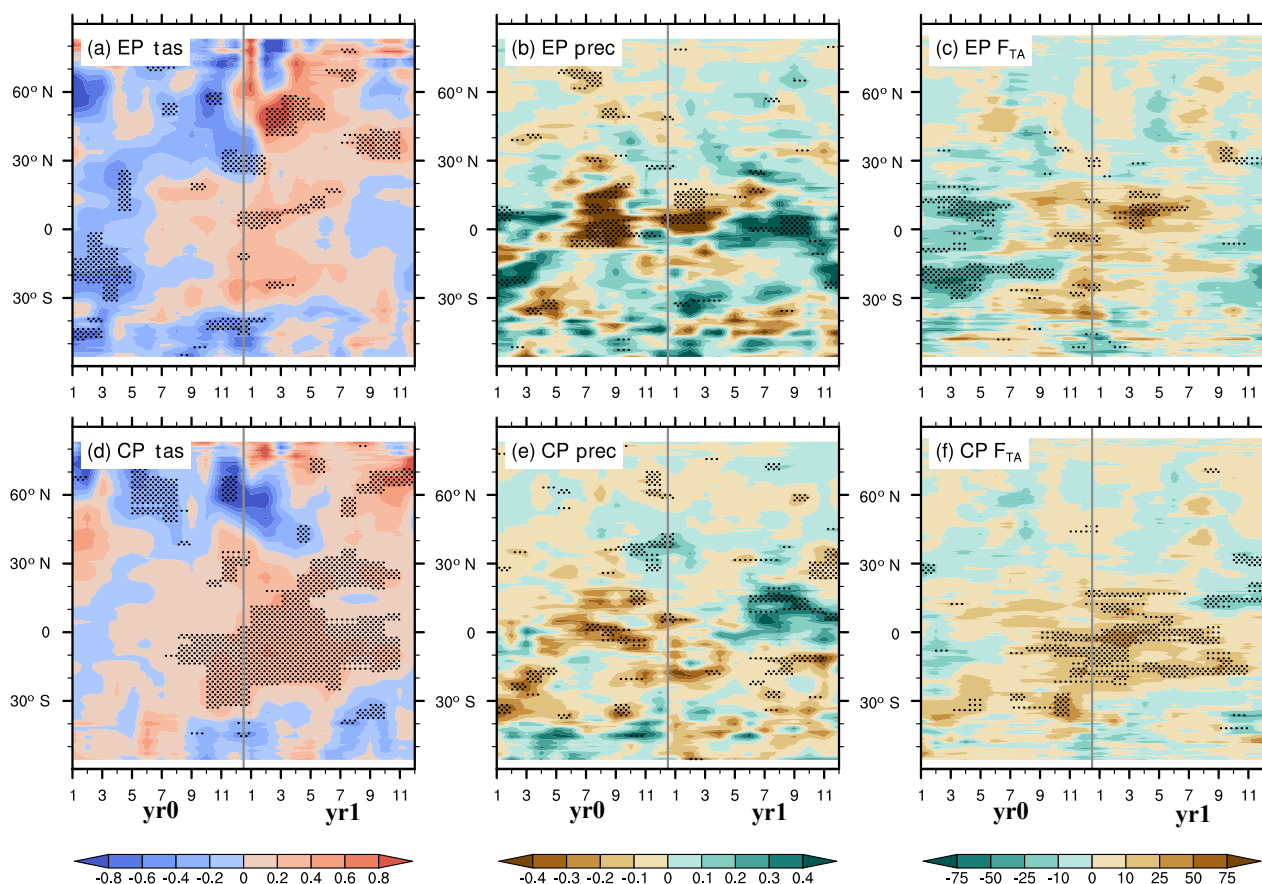 (a) EP tas
(b) EP prec
(c) EP F_TA
60° N
30° N
0
30° S
60° N
30° N
0
30° S
1 3 5 7 9 11 1 3 5 7 9 11
1 3 5 7 9 11 1 3 5 7 9 11
1 3 5 7 9 11 1 3 5 7 9 11
60° N
30° N
0
30° S
(d) CP tas
(e) CP prec
(f) CP F_TA
60° N
30° N
0
30° S
60° N
30° N
0
30° S
60° N
30° N
0
30° S
1 3 5 7 9 11 1 3 5 7 9 11
1 3 5 7 9 11 1 3 5 7 9 11
1 3 5 7 9 11 1 3 5 7 9 11
yr0 yr1
yr0 yr1
yr0 yr1
-0.8 -0.6 -0.4 -0.2 0 0.2 0.4 0.6 0.8
-0.4 -0.3 -0.2 -0.1 0 0.1 0.2 0.3 0.4
-75 -50 -25 -10 0 10 25 50 75